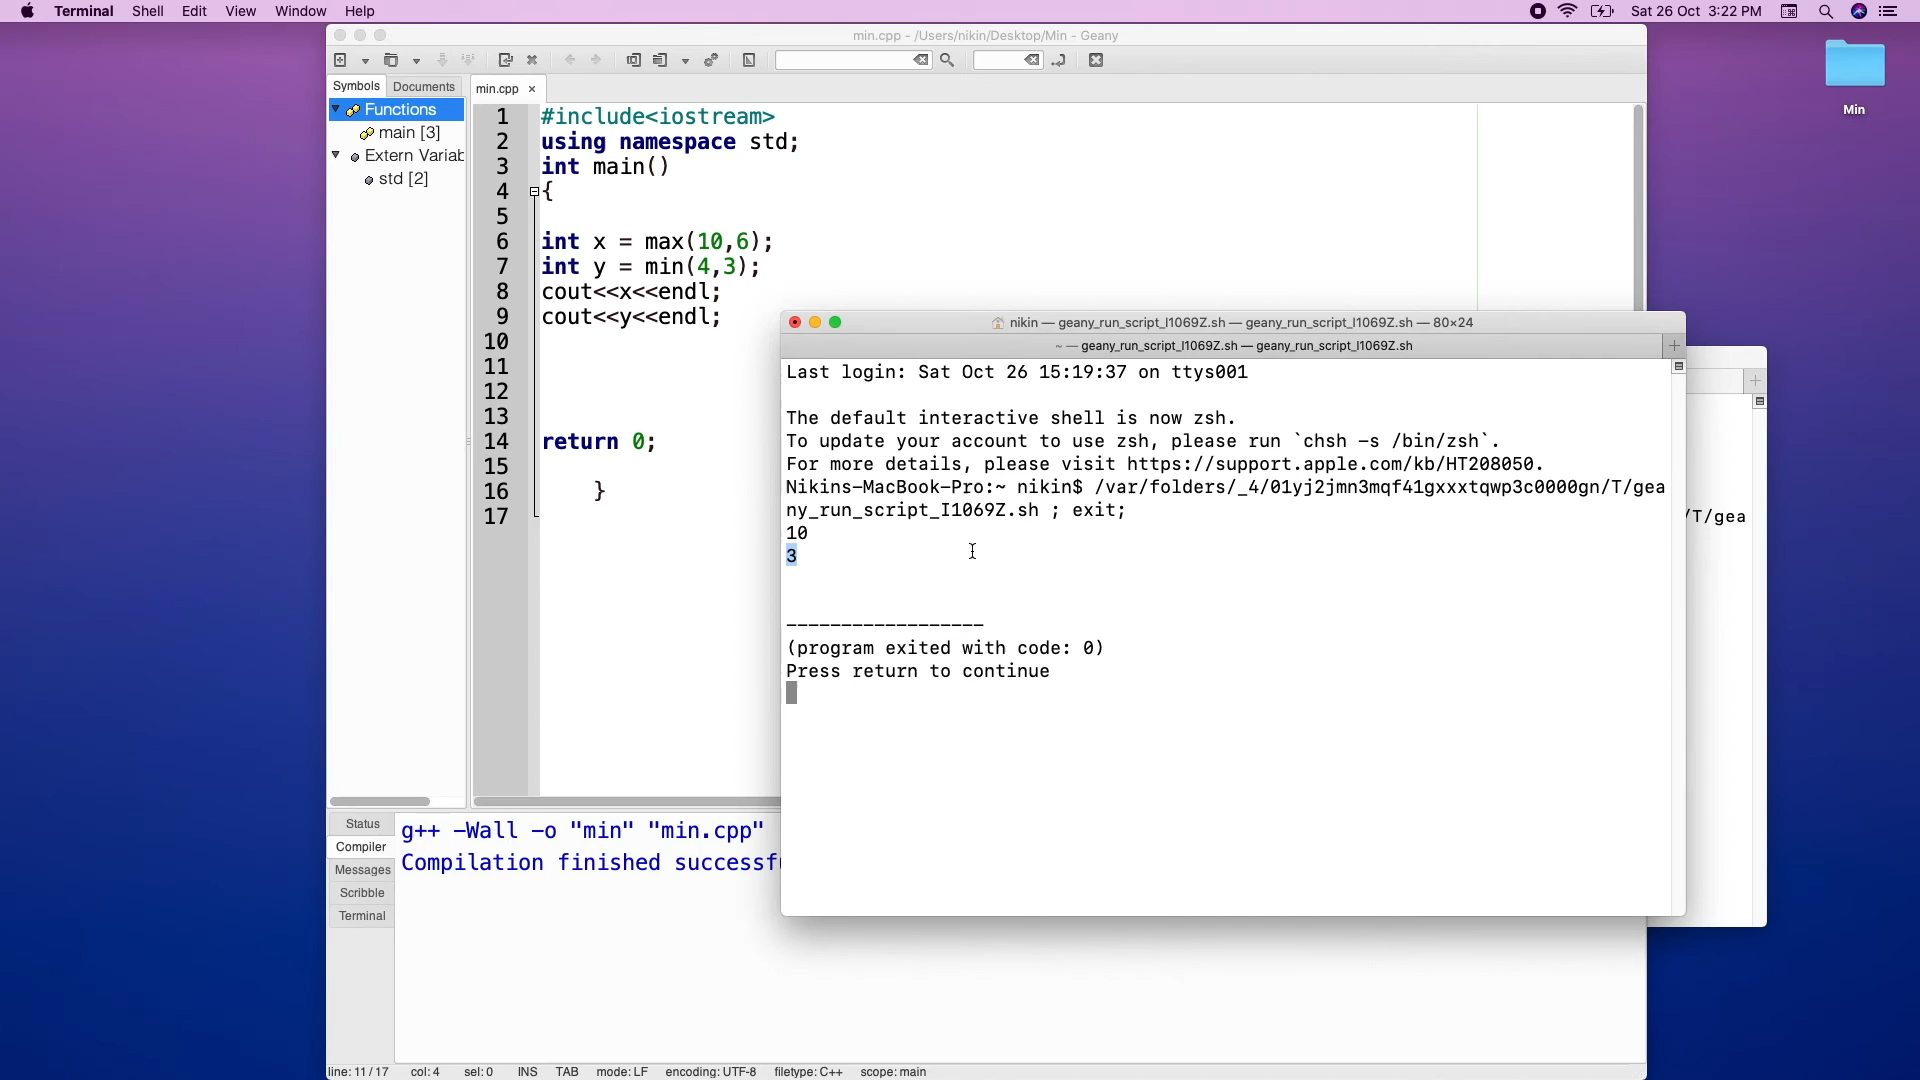 Terminal Shell Edit View Window Help
Sat 26 Oct 3:22 PM
min.cpp - /Users/nikin/Desktop/Min - Geany
Min
Symbols Documents
min.cpp ×
Functions
main [3]
Extern Variab
std [2]
1 #include<iostream>
2 using namespace std;
3 int main()
4 {
5
6 int x = max(10,6);
7 int y = min(4,3);
8 cout<<x<<endl;
9 cout<<y<<endl;
10
11
12
13
14 return 0;
15
16 }
17
nikin — geany_run_script_I1069Z.sh — geany_run_script_I1069Z.sh — 80×24
~ — geany_run_script_I1069Z.sh — geany_run_script_I1069Z.sh
Last login: Sat Oct 26 15:19:37 on ttys001
The default interactive shell is now zsh.
To update your account to use zsh, please run `chsh -s /bin/zsh`.
For more details, please visit https://support.apple.com/kb/HT208050.
Nikins-MacBook-Pro:~ nikin$ /var/folders/_4/01yj2jmn3mqf41gxxxtqwp3c0000gn/T/gea
ny_run_script_I1069Z.sh ; exit;
10
3
------------------
(program exited with code: 0)
Press return to continue
/T/gea
Status
Compiler
Messages
Scribble
Terminal
g++ -Wall -o "min" "min.cpp"
Compilation finished successfu
line: 11 / 17 col: 4 sel: 0 INS TAB mode: LF encoding: UTF-8 filetype: C++ scope: main